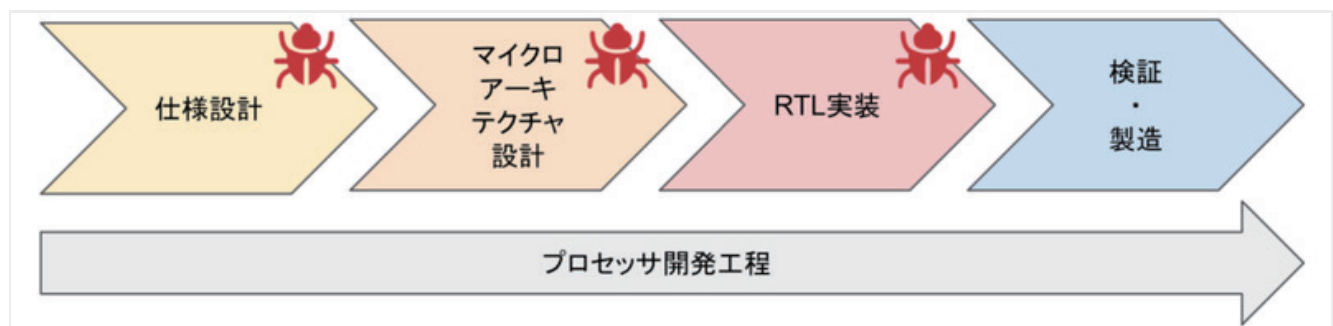 仕様設計
マイクロ
アーキ
テクチャ
設計
RTL実装
検証
・
製造
プロセッサ開発工程